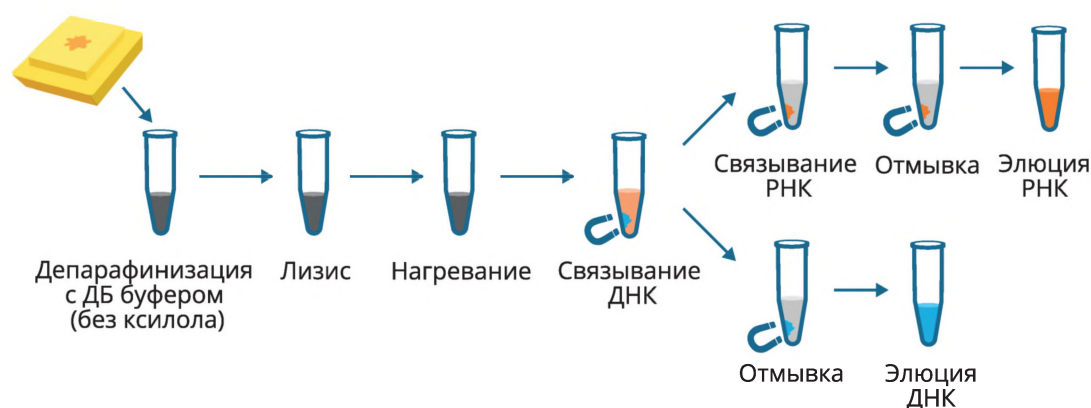 Депарафинизация
с ДБ буфером
(без ксилола)
Лизис
Нагревание
Связывание
ДНК
Связывание
РНК
Отмывка
Элюция
РНК
Отмывка
Элюция
ДНК